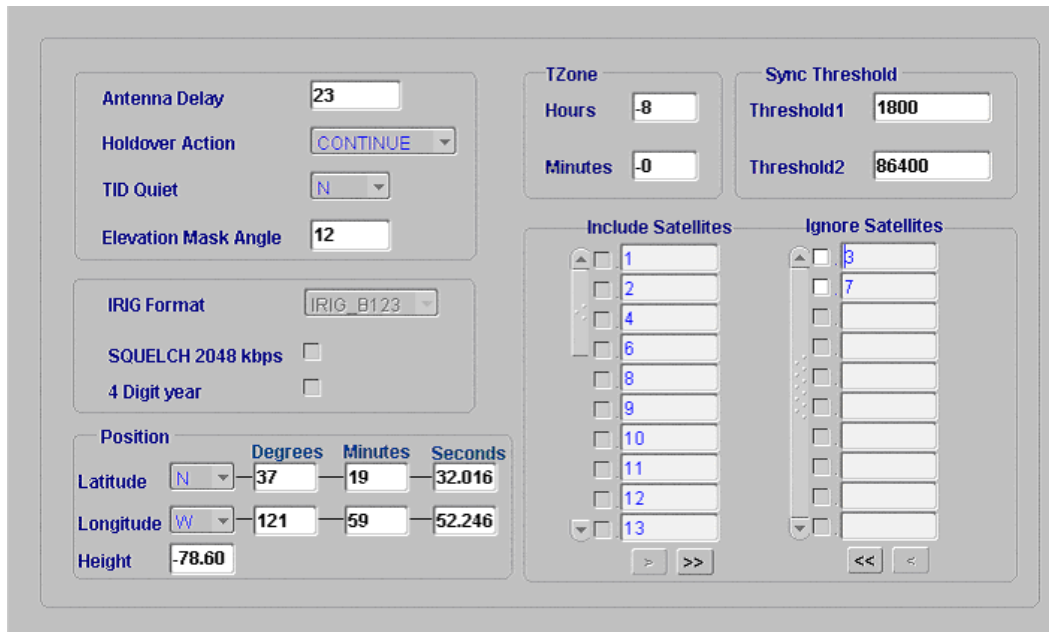 Antenna Delay 23
Holdover Action CONTINUE
TID Quiet N
Elevation Mask Angle 12
TZone
Hours -8
Minutes -0
Sync Threshold
Threshold1 1800
Threshold2 86400
IRIG Format IRIG_B123
SQUELCH 2048 kbps
4 Digit year
Position
Degrees Minutes Seconds
Latitude N 37 19 32.016
Longitude W 121 59 52.246
Height -78.60
Include Satellites
1
2
4
6
8
9
10
11
12
13
> >>
Ignore Satellites
3
7
<< <